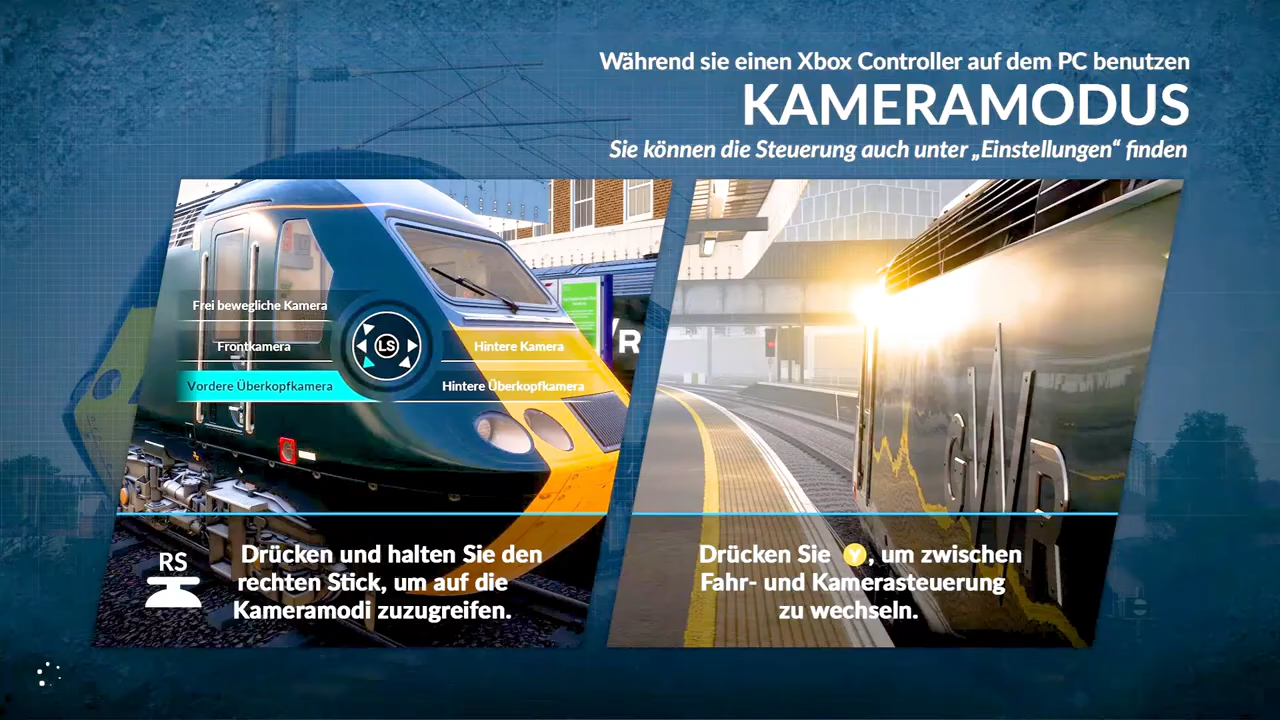 Während sie einen Xbox Controller auf dem PC benutzen
KAMERAMODUS
Sie können die Steuerung auch unter „Einstellungen“ finden
Frei bewegliche Kamera
Frontkamera
Vordere Überkopfkamera
LS
Hintere Kamera
Hintere Überkopfkamera
/R
GWR
RS
Drücken und halten Sie den
rechten Stick, um auf die
Kameramodi zuzugreifen.
Drücken Sie Y, um zwischen
Fahr- und Kamerasteuerung
zu wechseln.